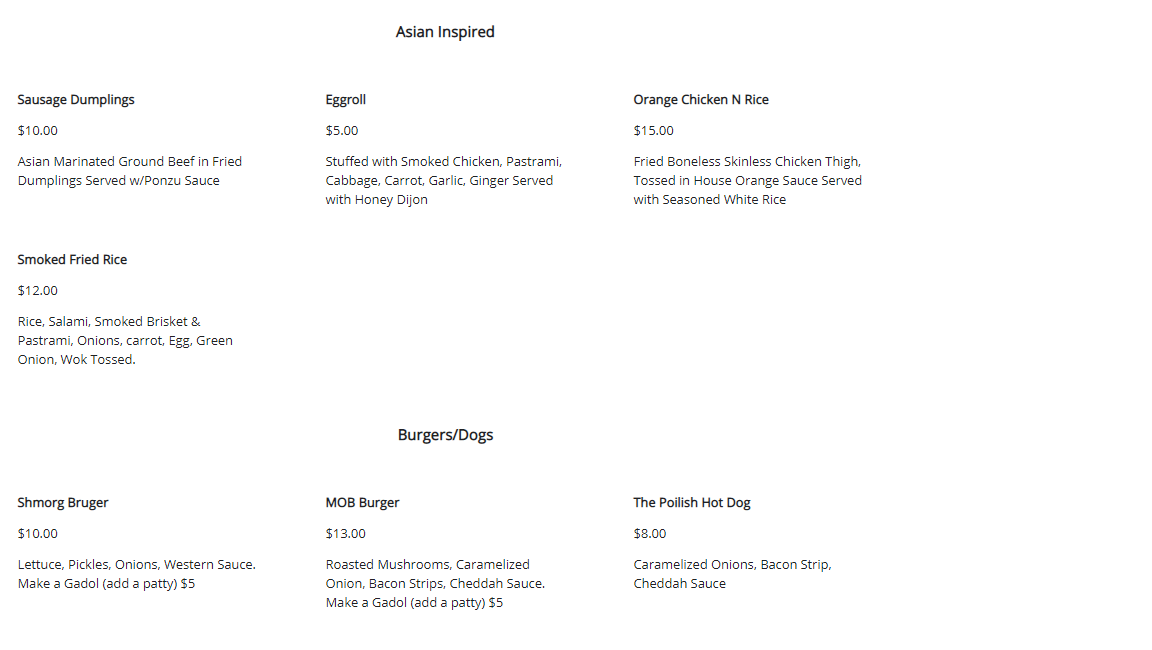 Asian Inspired
Sausage Dumplings
$10.00
Asian Marinated Ground Beef in Fried
Dumplings Served w/Ponzu Sauce
Eggroll
$5.00
Stuffed with Smoked Chicken, Pastrami,
Cabbage, Carrot, Garlic, Ginger Served
with Honey Dijon
Orange Chicken N Rice
$15.00
Fried Boneless Skinless Chicken Thigh,
Tossed in House Orange Sauce Served
with Seasoned White Rice
Smoked Fried Rice
$12.00
Rice, Salami, Smoked Brisket &
Pastrami, Onions, carrot, Egg, Green
Onion, Wok Tossed.
Burgers/Dogs
Shmorg Bruger
$10.00
Lettuce, Pickles, Onions, Western Sauce.
Make a Gadol (add a patty) $5
MOB Burger
$13.00
Roasted Mushrooms, Caramelized
Onion, Bacon Strips, Cheddah Sauce.
Make a Gadol (add a patty) $5
The Poilish Hot Dog
$8.00
Caramelized Onions, Bacon Strip,
Cheddah Sauce